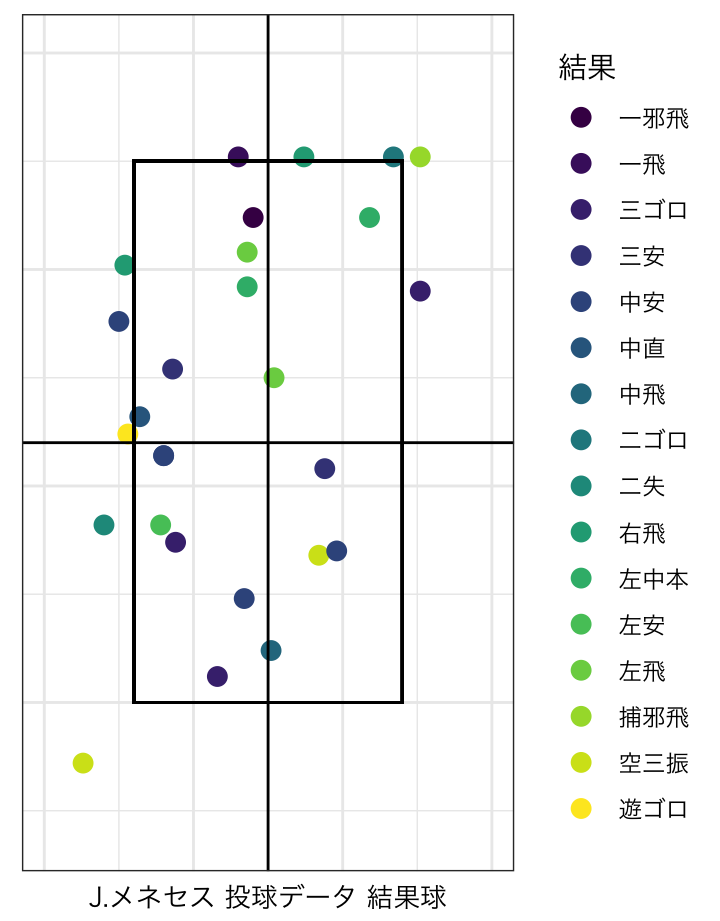 結果
一邪飛
一飛
三ゴロ
三安
中安
中直
中飛
二ゴロ
二失
右飛
左中本
左安
左飛
捕邪飛
空三振
遊ゴロ
J.メネセス 投球データ 結果球